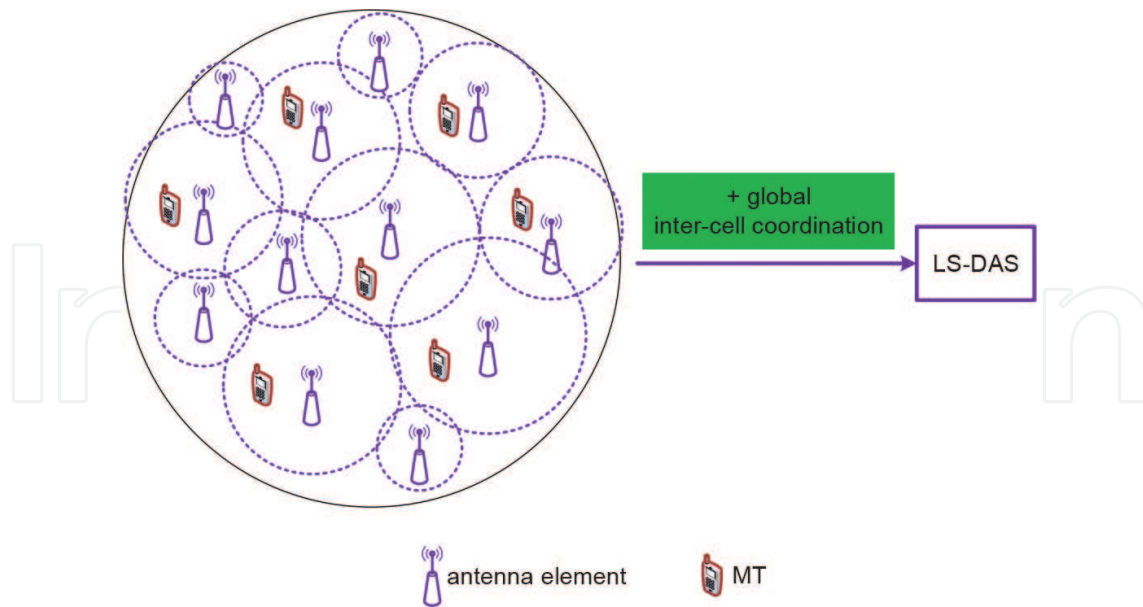 + global
inter-cell coordination
LS-DAS
antenna element
MT